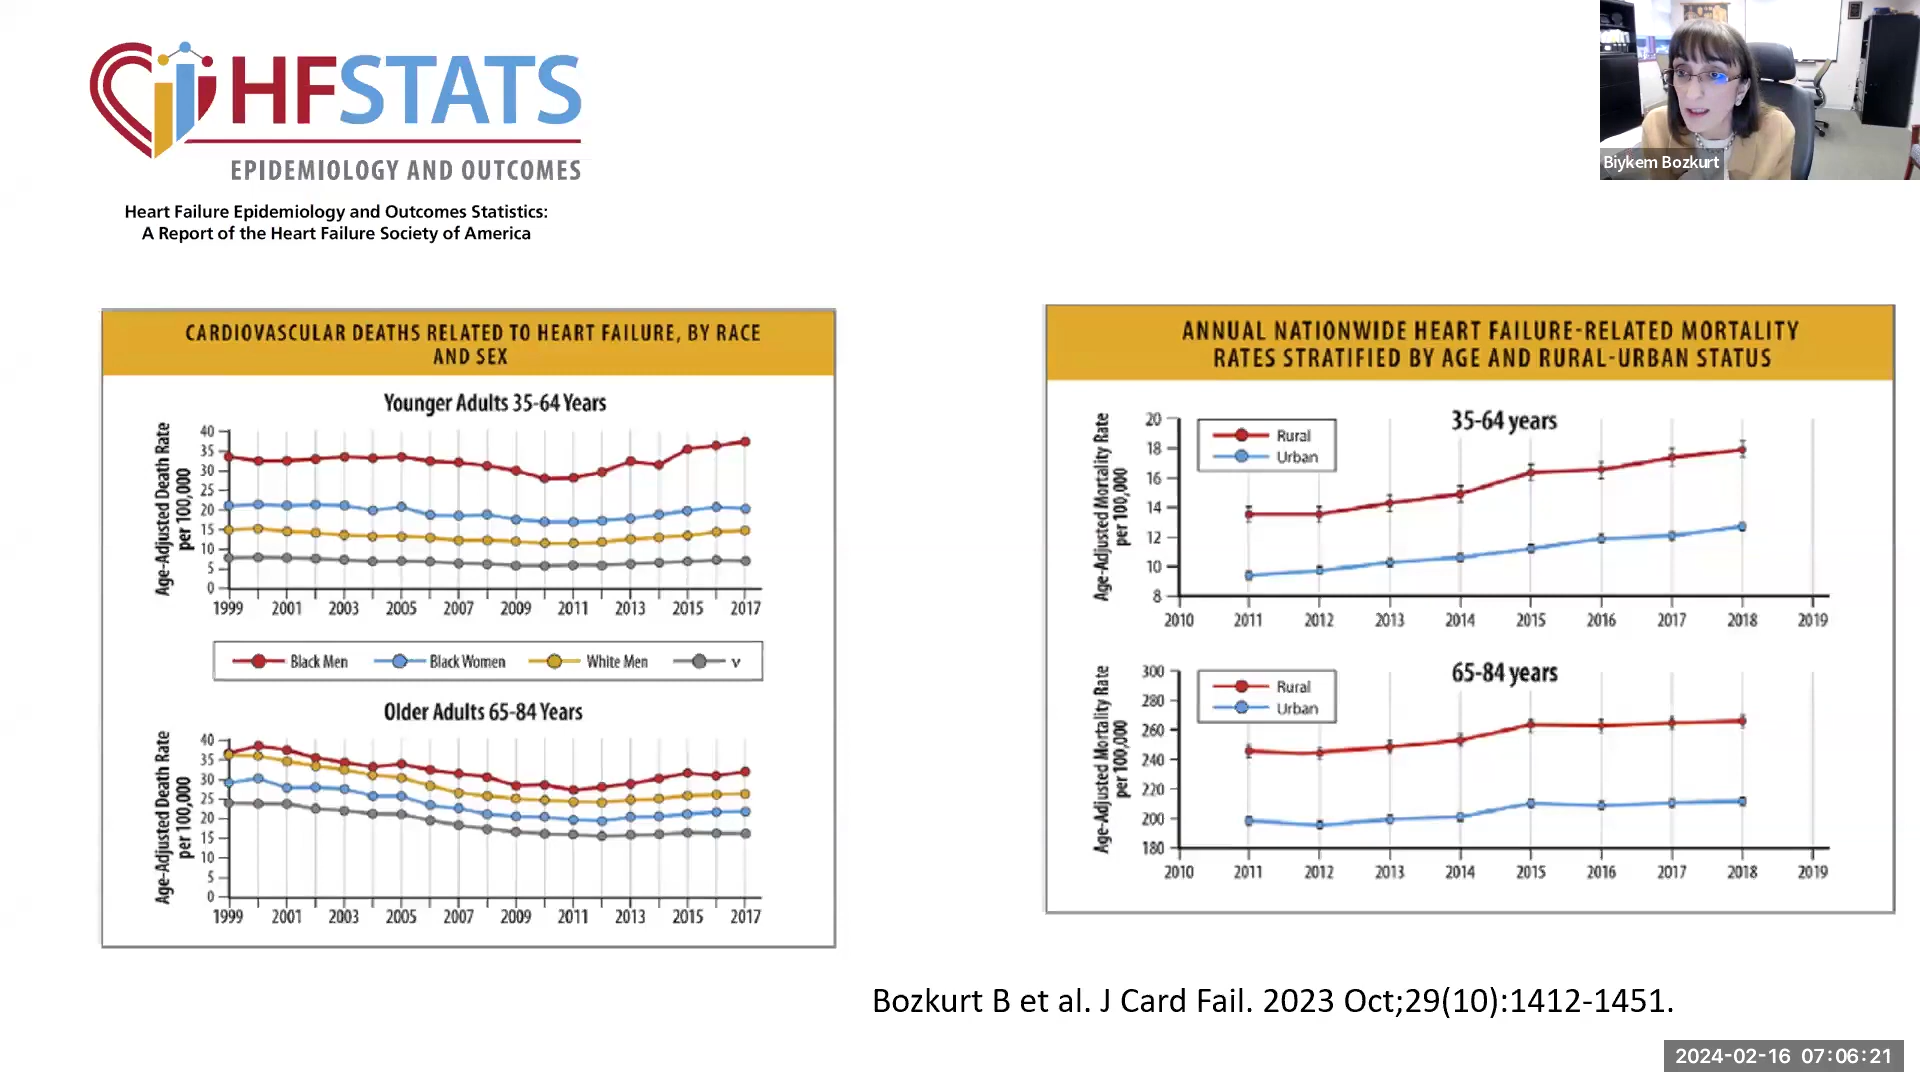 HFSTATS
EPIDEMIOLOGY AND OUTCOMES
Heart Failure Epidemiology and Outcomes Statistics:
A Report of the Heart Failure Society of America
Biykem Bozkurt
CARDIOVASCULAR DEATHS RELATED TO HEART FAILURE, BY RACE
AND SEX
Younger Adults 35-64 Years
Age-Adjusted Death Rate
per 100,000
40
35
30
25
20
15
10
5
0
1999 2001 2003 2005 2007 2009 2011 2013 2015 2017
Black Men Black Women White Men v
Older Adults 65-84 Years
Age-Adjusted Death Rate
per 100,000
40
35
30
25
20
15
10
5
0
1999 2001 2003 2005 2007 2009 2011 2013 2015 2017
ANNUAL NATIONWIDE HEART FAILURE-RELATED MORTALITY
RATES STRATIFIED BY AGE AND RURAL-URBAN STATUS
35-64 years
Rural
Urban
Age-Adjusted Mortality Rate
per 100,000
20
18
16
14
12
10
8
2010 2011 2012 2013 2014 2015 2016 2017 2018 2019
65-84 years
Rural
Urban
Age-Adjusted Mortality Rate
per 100,000
300
280
260
240
220
200
180
2010 2011 2012 2013 2014 2015 2016 2017 2018 2019
Bozkurt B et al. J Card Fail. 2023 Oct;29(10):1412-1451.
2024-02-16 07:06:21